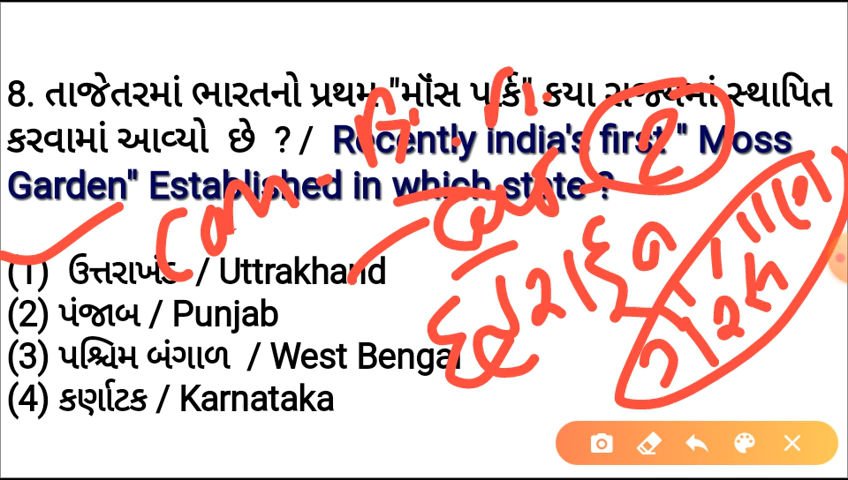 8. તાજેતરમાં ભારતનો પ્રથમ "મૉસ પાર્ક" કયા રાજ્યમાં સ્થાપિત
કરવામાં આવ્યો છે ? / Recently india's first " Moss
Garden" Established in which state ?
(1) ઉત્તરાખંડ / Uttrakhand
(2) પંજાબ / Punjab
(3) પશ્ચિમ બંગાળ / West Bengal
(4) કર્ણાટક / Karnataka